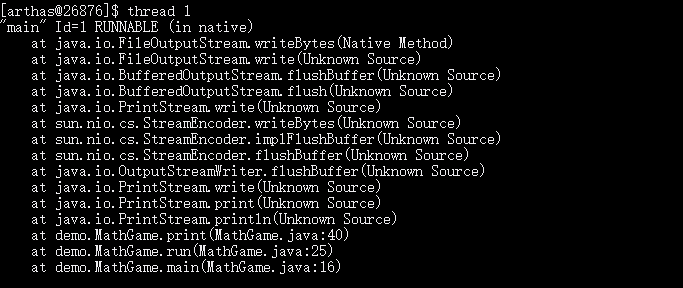 [arthas@26876]$ thread 1
"main" Id=1 RUNNABLE (in native)
    at java.io.FileOutputStream.writeBytes(Native Method)
    at java.io.FileOutputStream.write(Unknown Source)
    at java.io.BufferedOutputStream.flushBuffer(Unknown Source)
    at java.io.BufferedOutputStream.flush(Unknown Source)
    at java.io.PrintStream.write(Unknown Source)
    at sun.nio.cs.StreamEncoder.writeBytes(Unknown Source)
    at sun.nio.cs.StreamEncoder.implFlushBuffer(Unknown Source)
    at sun.nio.cs.StreamEncoder.flushBuffer(Unknown Source)
    at java.io.OutputStreamWriter.flushBuffer(Unknown Source)
    at java.io.PrintStream.write(Unknown Source)
    at java.io.PrintStream.print(Unknown Source)
    at java.io.PrintStream.println(Unknown Source)
    at demo.MathGame.print(MathGame.java:40)
    at demo.MathGame.run(MathGame.java:25)
    at demo.MathGame.main(MathGame.java:16)